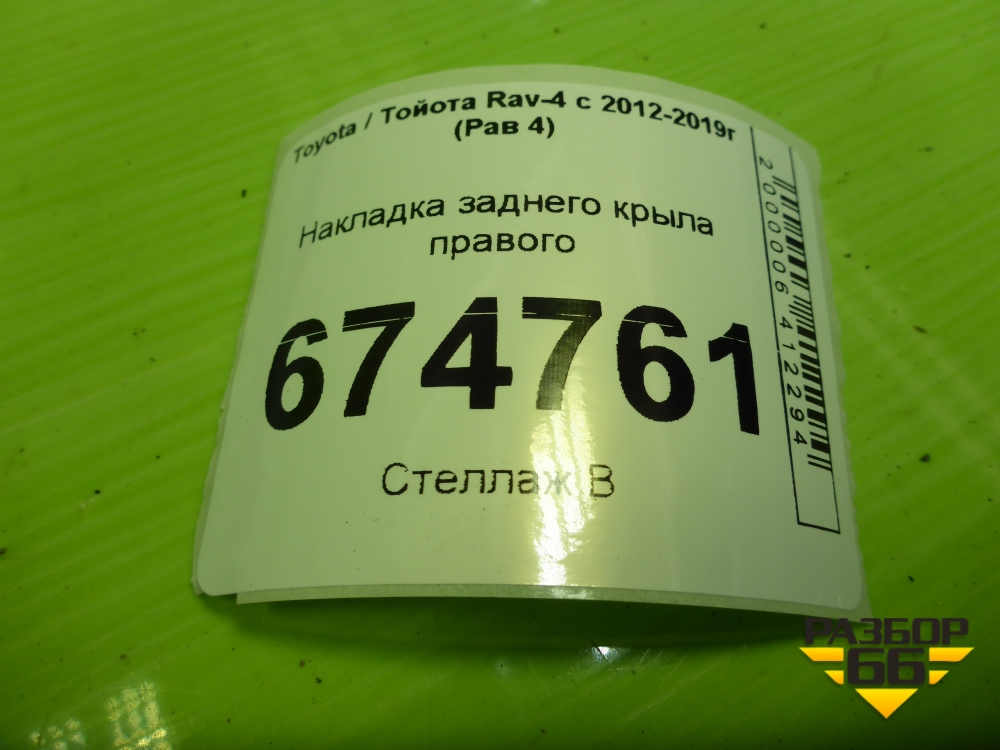 Toyota / Тойота Rav-4 с 2012-2019г
(Рав 4)
Накладка заднего крыла
правого
674761
Стеллаж В
2000006412294
РАЗБОР
66